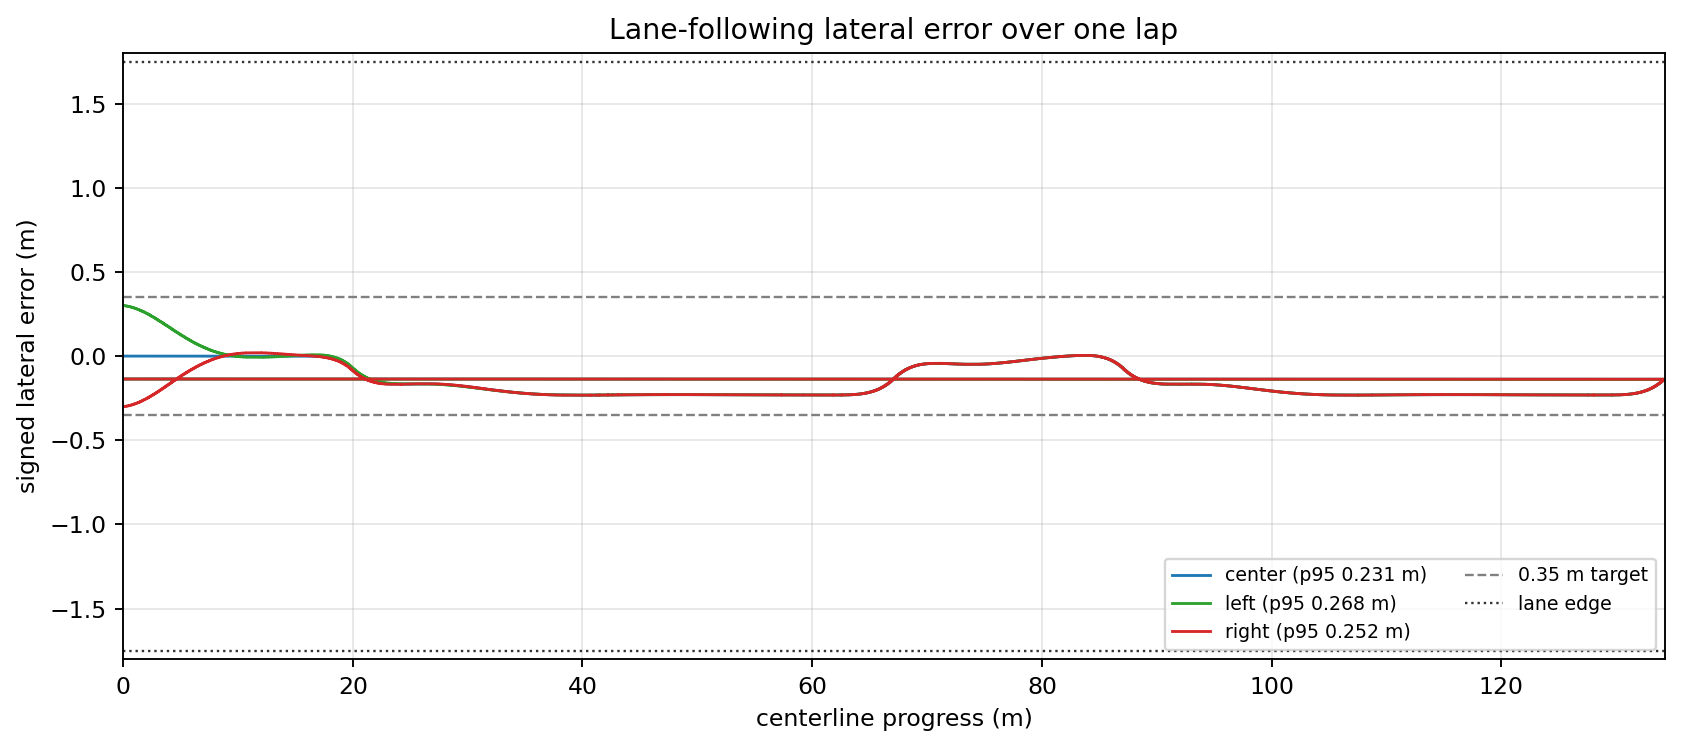 Lane-following lateral error over one lap
signed lateral error (m)
1.5
1.0
0.5
0.0
−0.5
−1.0
−1.5
center (p95 0.231 m)
left (p95 0.268 m)
right (p95 0.252 m)
0.35 m target
lane edge
0 20 40 60 80 100 120
centerline progress (m)